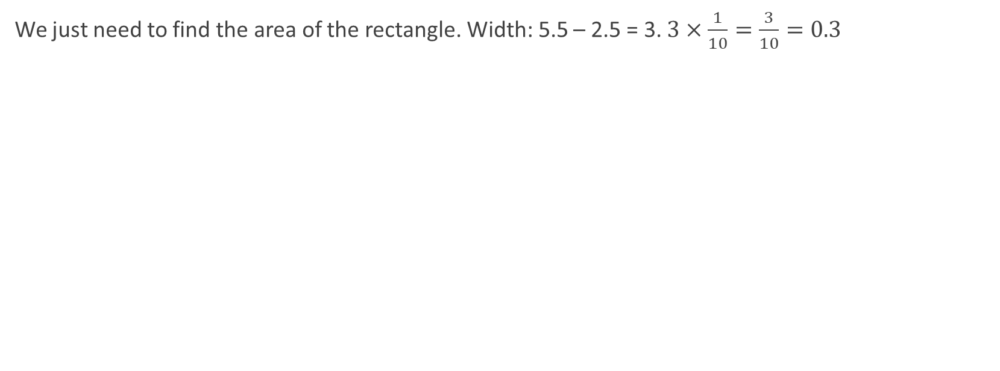 We just need to find the area of the rectangle. Width: 5.5 – 2.5 = 3. 3 × 1/10 = 3/10 = 0.3